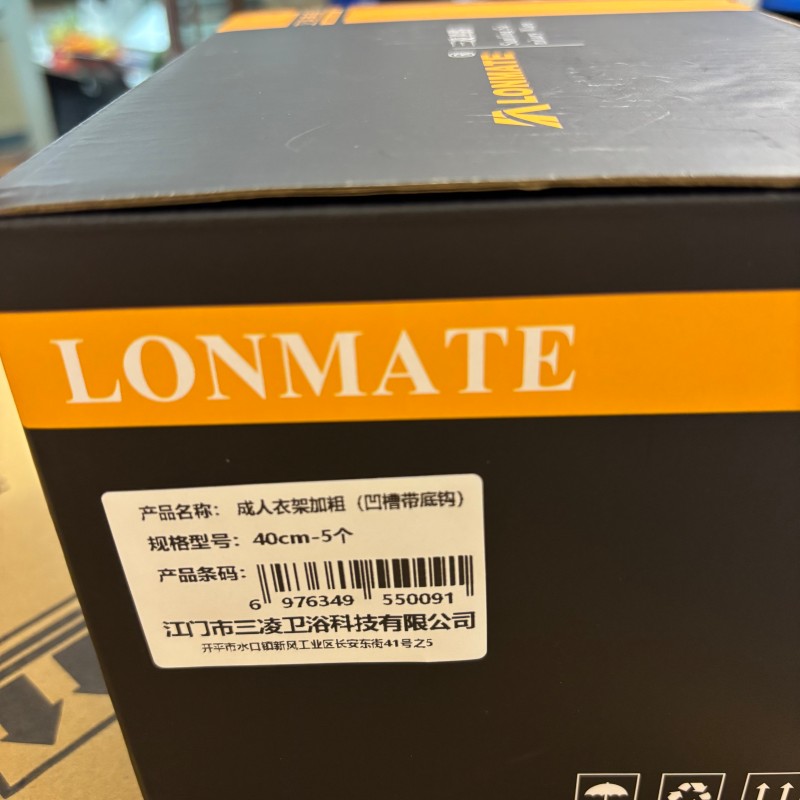 LONMATE
®
LONMATE
产品名称： 成人衣架加粗（凹槽带底钩）
规格型号：40cm-5个
产品条码：
6 976349 550091
江门市三凌卫浴科技有限公司
开平市水口镇新风工业区长安东街41号之5